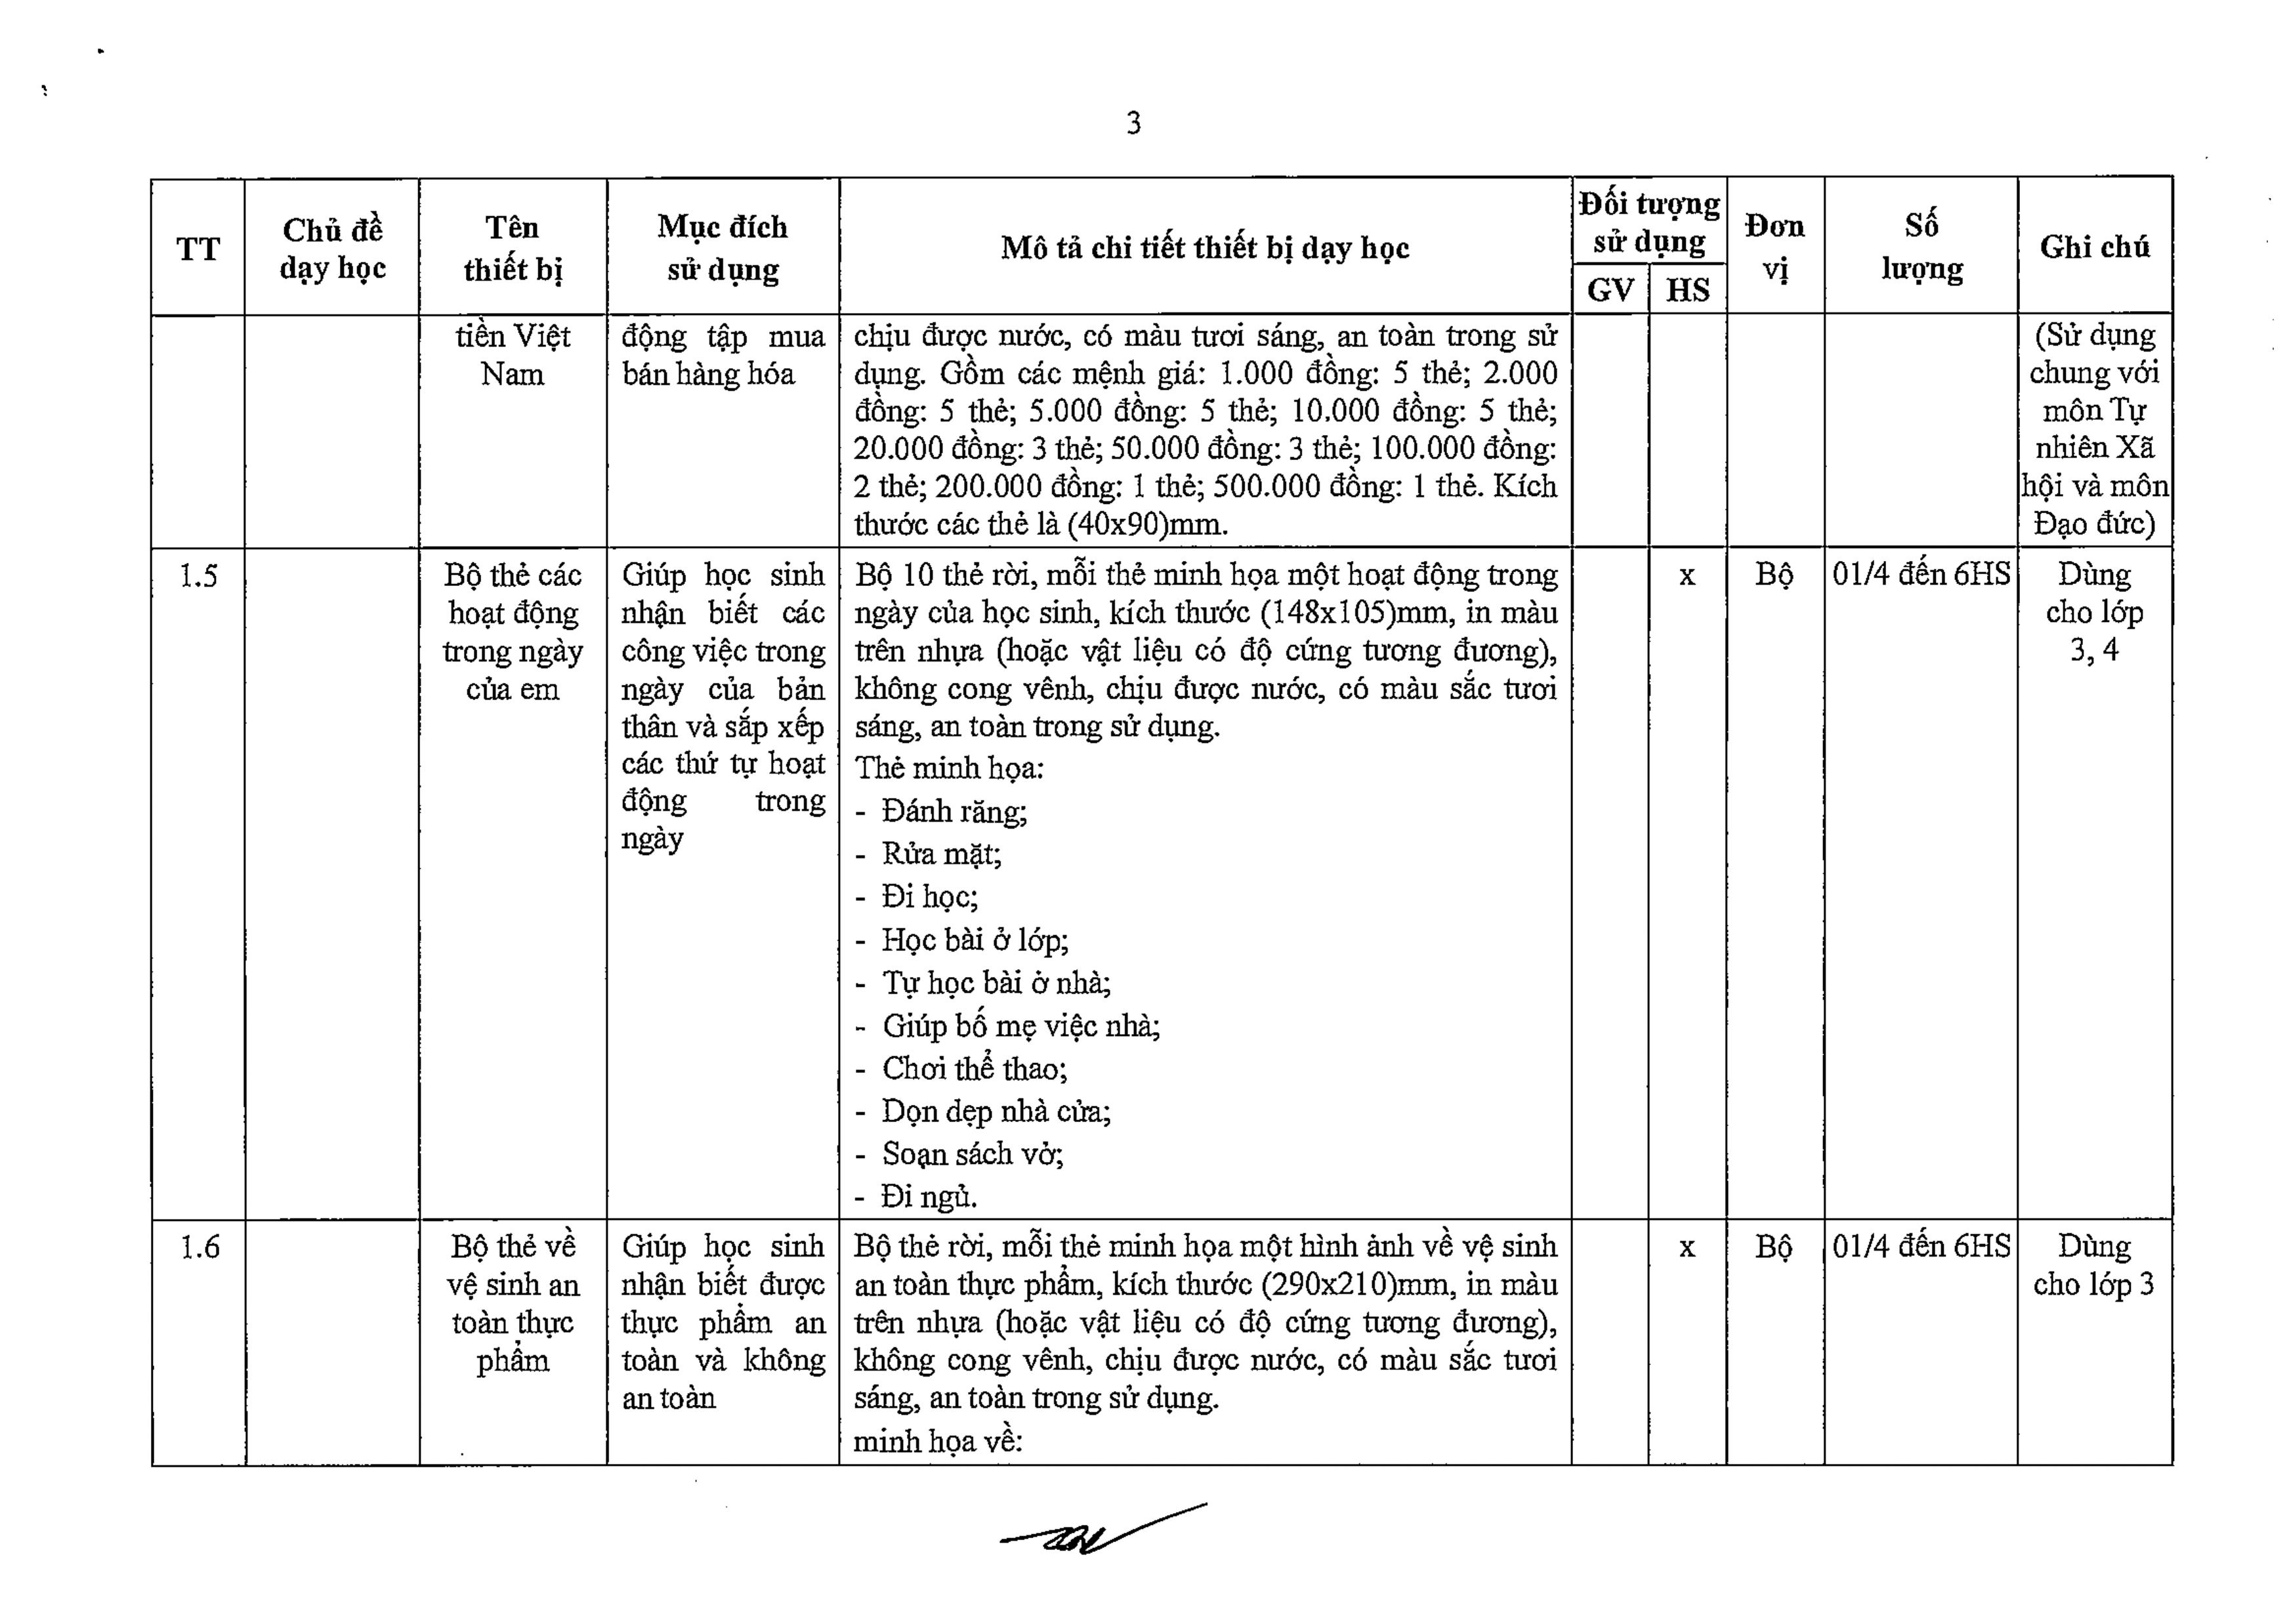 3
TT
Chủ đề
dạy học
Tên
thiết bị
Mục đích
sử dụng
Mô tả chi tiết thiết bị dạy học
Đối tượng
sử dụng
GV
HS
Đơn
vị
Số
lượng
Ghi chú
tiền Việt
Nam
động tập mua
bán hàng hóa
chịu được nước, có màu tươi sáng, an toàn trong sử
dụng. Gồm các mệnh giá: 1.000 đồng: 5 thẻ; 2.000
đồng: 5 thẻ; 5.000 đồng: 5 thẻ; 10.000 đồng: 5 thẻ;
20.000 đồng: 3 thẻ; 50.000 đồng: 3 thẻ; 100.000 đồng:
2 thẻ; 200.000 đồng: 1 thẻ; 500.000 đồng: 1 thẻ. Kích
thước các thẻ là (40x90)mm.
(Sử dụng
chung với
môn Tự
nhiên Xã
hội và môn
Đạo đức)
1.5
Bộ thẻ các
hoạt động
trong ngày
của em
Giúp học sinh
nhận biết các
công việc trong
ngày của bản
thân và sắp xếp
các thứ tự hoạt
động trong
ngày
Bộ 10 thẻ rời, mỗi thẻ minh họa một hoạt động trong
ngày của học sinh, kích thước (148x105)mm, in màu
trên nhựa (hoặc vật liệu có độ cứng tương đương),
không cong vênh, chịu được nước, có màu sắc tươi
sáng, an toàn trong sử dụng.
Thẻ minh họa:
- Đánh răng;
- Rửa mặt;
- Đi học;
- Học bài ở lớp;
- Tự học bài ở nhà;
- Giúp bố mẹ việc nhà;
- Chơi thể thao;
- Dọn dẹp nhà cửa;
- Soạn sách vở;
- Đi ngủ.
x
Bộ
01/4 đến 6HS
Dùng
cho lớp
3, 4
1.6
Bộ thẻ về
vệ sinh an
toàn thực
phẩm
Giúp học sinh
nhận biết được
thực phẩm an
toàn và không
an toàn
Bộ thẻ rời, mỗi thẻ minh họa một hình ảnh về vệ sinh
an toàn thực phẩm, kích thước (290x210)mm, in màu
trên nhựa (hoặc vật liệu có độ cứng tương đương),
không cong vênh, chịu được nước, có màu sắc tươi
sáng, an toàn trong sử dụng.
minh họa về:
x
Bộ
01/4 đến 6HS
Dùng
cho lớp 3